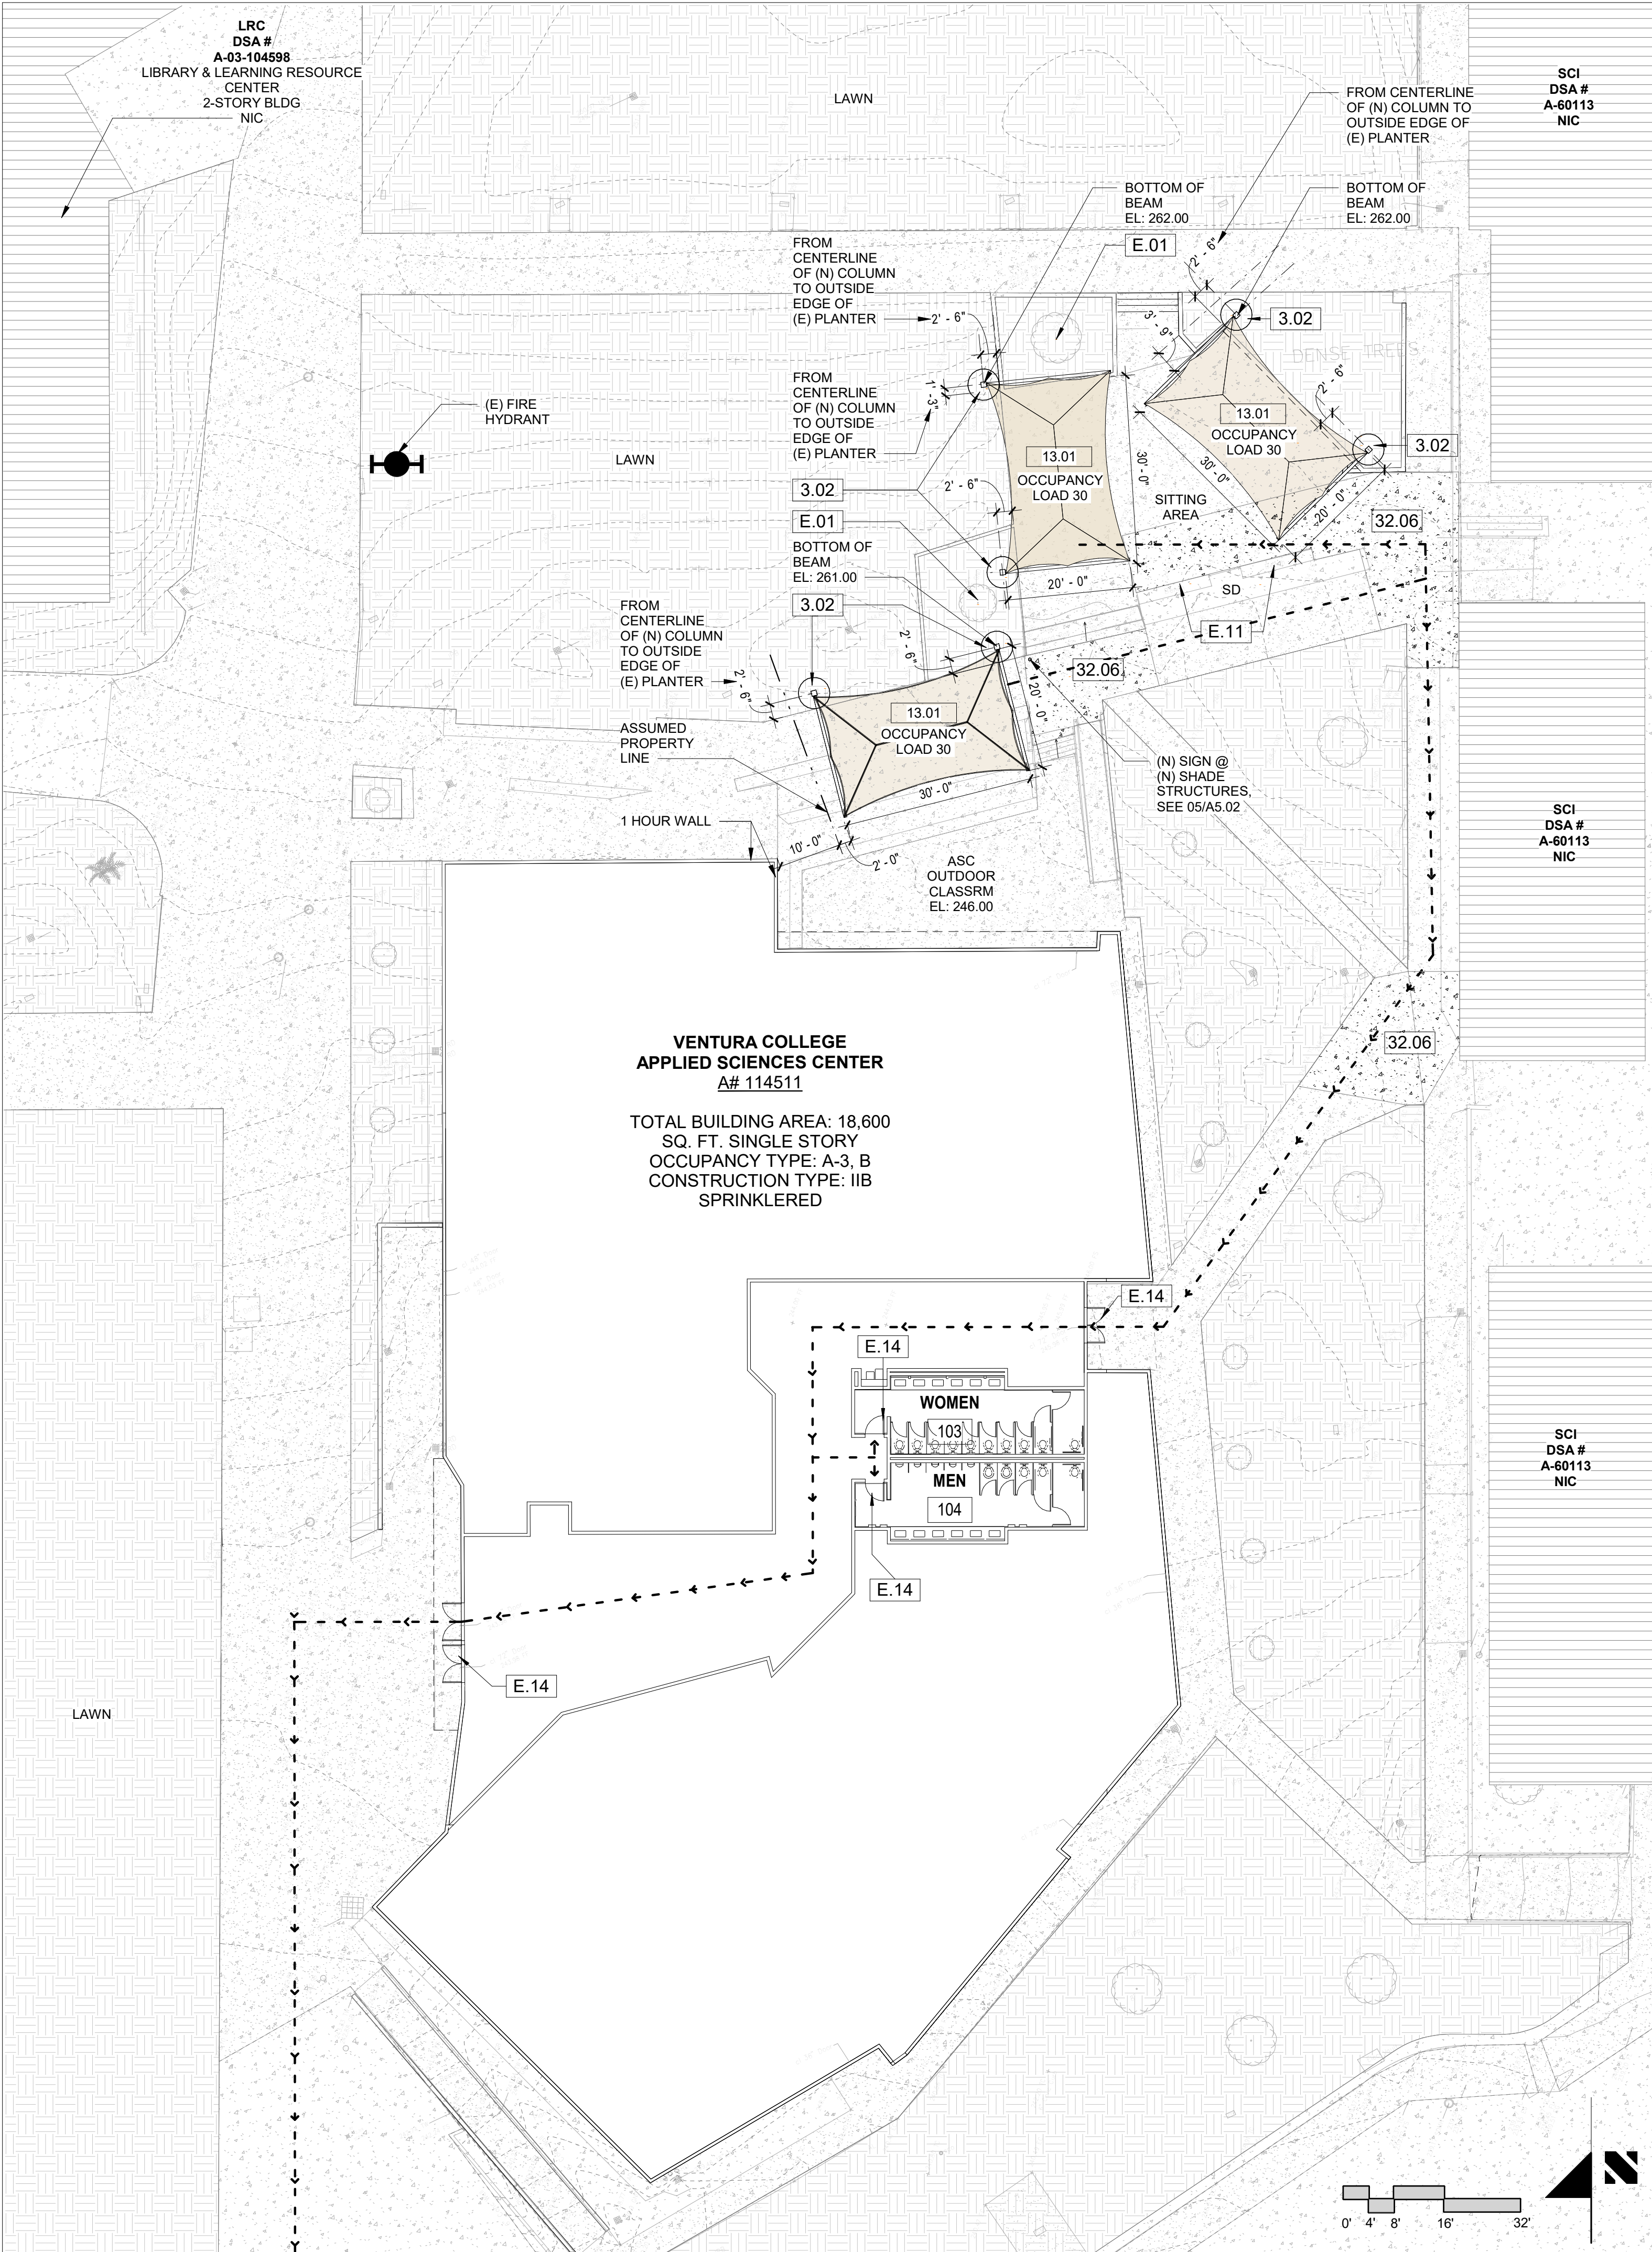 LRC
DSA #
A-03-104598
LIBRARY & LEARNING RESOURCE
CENTER
2-STORY BLDG
NIC
LAWN
FROM CENTERLINE
OF (N) COLUMN TO
OUTSIDE EDGE OF
(E) PLANTER
SCI
DSA #
A-60113
NIC
BOTTOM OF
BEAM
EL: 262.00
BOTTOM OF
BEAM
EL: 262.00
E.01
2' - 6"
FROM
CENTERLINE
OF (N) COLUMN
TO OUTSIDE
EDGE OF
(E) PLANTER
2' - 6"
3' - 9"
3.02
DENSE TREES
FROM
CENTERLINE
OF (N) COLUMN
TO OUTSIDE
EDGE OF
(E) PLANTER
1' - 3"
2' - 6"
(E) FIRE
HYDRANT
LAWN
13.01
OCCUPANCY
LOAD 30
13.01
OCCUPANCY
LOAD 30
3.02
30' - 0"
30' - 0"
20' - 0"
SITTING
AREA
3.02
2' - 6"
E.01
32.06
BOTTOM OF
BEAM
EL: 261.00
20' - 0"
SD
3.02
E.11
FROM
CENTERLINE
OF (N) COLUMN
TO OUTSIDE
EDGE OF
(E) PLANTER
2' - 6"
2' - 6"
32.06
20' - 0"
13.01
OCCUPANCY
LOAD 30
ASSUMED
PROPERTY
LINE
30' - 0"
(N) SIGN @
(N) SHADE
STRUCTURES,
SEE 05/A5.02
1 HOUR WALL
10' - 0"
2' - 0"
ASC
OUTDOOR
CLASSRM
EL: 246.00
SCI
DSA #
A-60113
NIC
32.06
VENTURA COLLEGE
APPLIED SCIENCES CENTER
A# 114511
TOTAL BUILDING AREA: 18,600
SQ. FT. SINGLE STORY
OCCUPANCY TYPE: A-3, B
CONSTRUCTION TYPE: IIB
SPRINKLERED
E.14
E.14
WOMEN
103
MEN
104
E.14
SCI
DSA #
A-60113
NIC
E.14
LAWN
N
0' 4' 8' 16' 32'